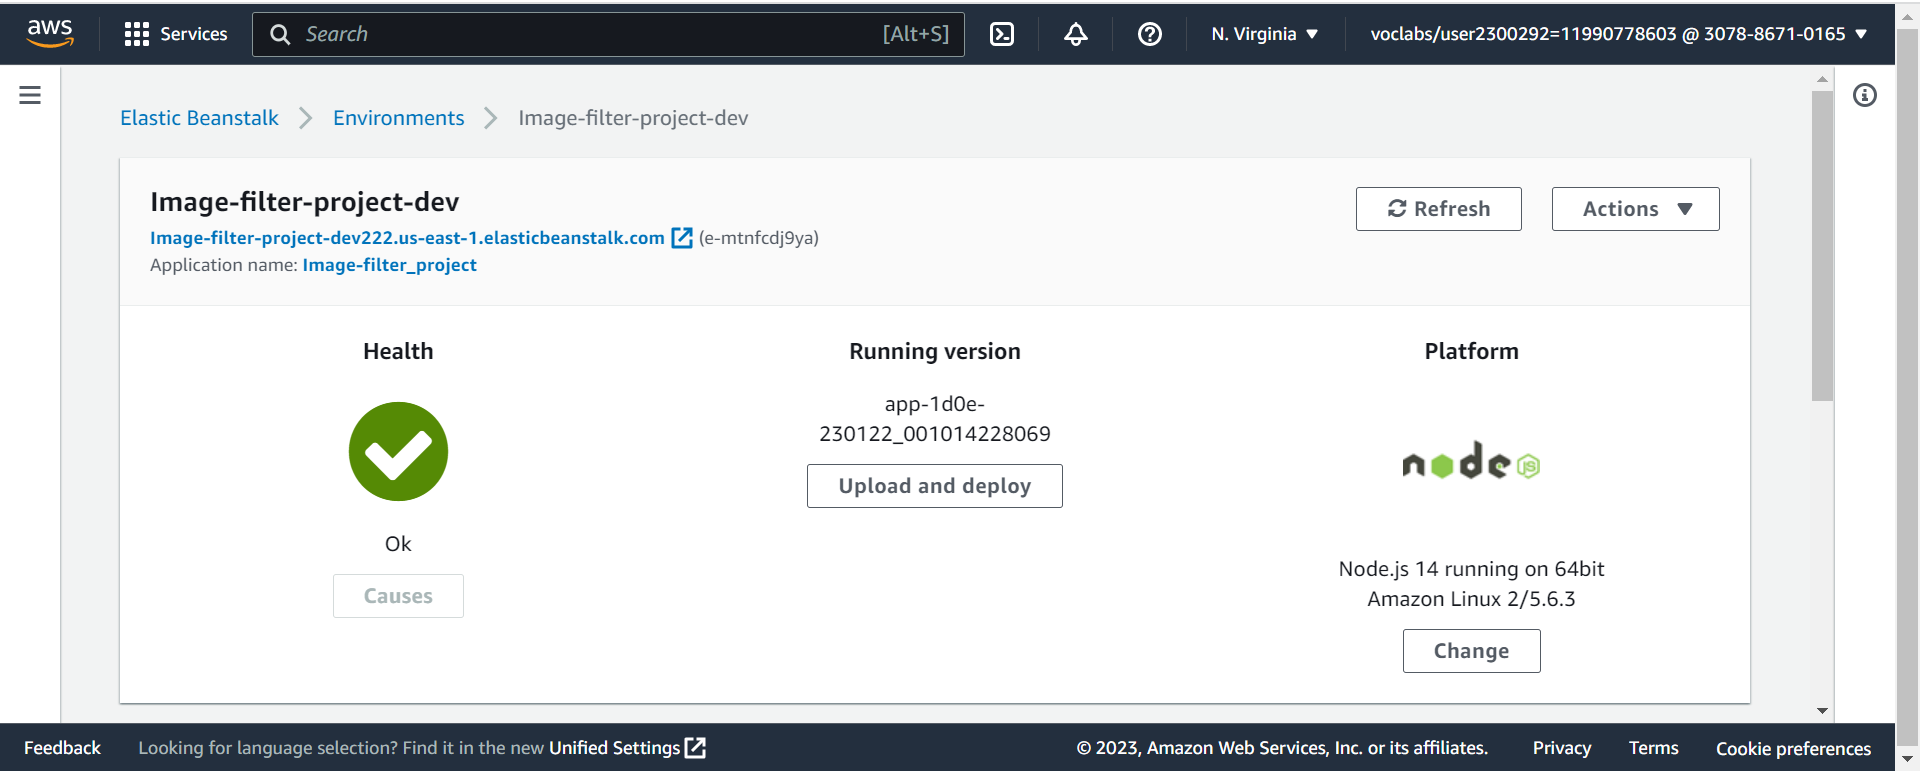 aws
Services
Search [Alt+S]
N. Virginia
voclabs/user2300292=11990778603 @ 3078-8671-0165
Elastic Beanstalk
Environments
Image-filter-project-dev
Image-filter-project-dev
Image-filter-project-dev222.us-east-1.elasticbeanstalk.com (e-mtnfcdj9ya)
Application name: Image-filter_project
Refresh
Actions
Health
Ok
Causes
Running version
app-1d0e-
230122_001014228069
Upload and deploy
Platform
node JS
Node.js 14 running on 64bit
Amazon Linux 2/5.6.3
Change
Feedback
Looking for language selection? Find it in the new Unified Settings
© 2023, Amazon Web Services, Inc. or its affiliates.
Privacy
Terms
Cookie preferences